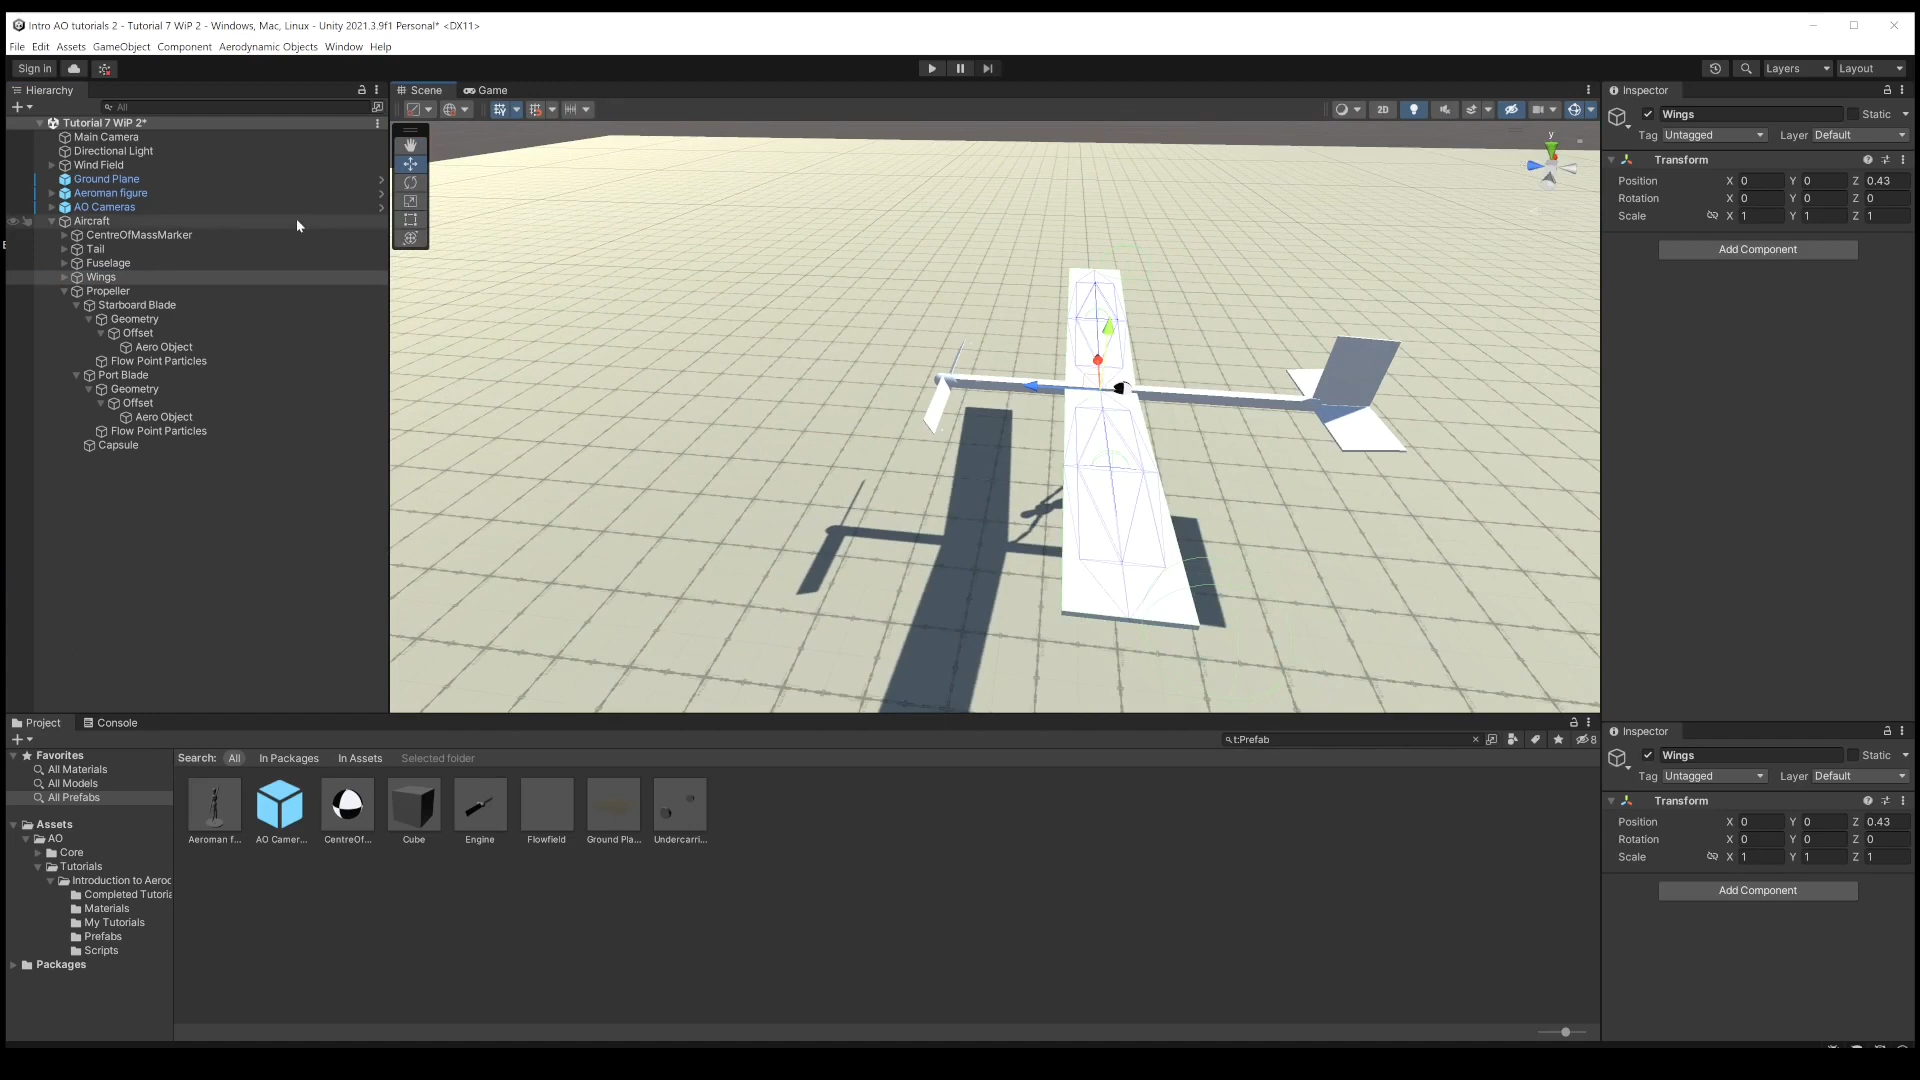 Intro AO tutorials 2 - Tutorial 7 WiP 2 - Windows, Mac, Linux - Unity 2021.3.9f1 Personal* <DX11>
File Edit Assets GameObject Component Aerodynamic Objects Window Help
Sign in
Layers
Layout
Hierarchy
All
Tutorial 7 WiP 2*
Main Camera
Directional Light
Wind Field
Ground Plane
Aeroman figure
AO Cameras
Aircraft
CentreOfMassMarker
Tail
Fuselage
Wings
Propeller
Starboard Blade
Geometry
Offset
Aero Object
Flow Point Particles
Port Blade
Geometry
Offset
Aero Object
Flow Point Particles
Capsule
Scene
Game
2D
y
Inspector
Wings
Static
Tag Untagged Layer Default
Transform
Position X 0 Y 0 Z 0.43
Rotation X 0 Y 0 Z 0
Scale X 1 Y 1 Z 1
Add Component
Project
Console
t:Prefab
8
Favorites
All Materials
All Models
All Prefabs
Assets
AO
Core
Tutorials
Introduction to Aeroc
Completed Tutoria
Materials
My Tutorials
Prefabs
Scripts
Packages
Search: All In Packages In Assets Selected folder
Aeroman f... AO Camer... CentreOf... Cube Engine Flowfield Ground Pla... Undercarri...
Inspector
Wings
Static
Tag Untagged Layer Default
Transform
Position X 0 Y 0 Z 0.43
Rotation X 0 Y 0 Z 0
Scale X 1 Y 1 Z 1
Add Component